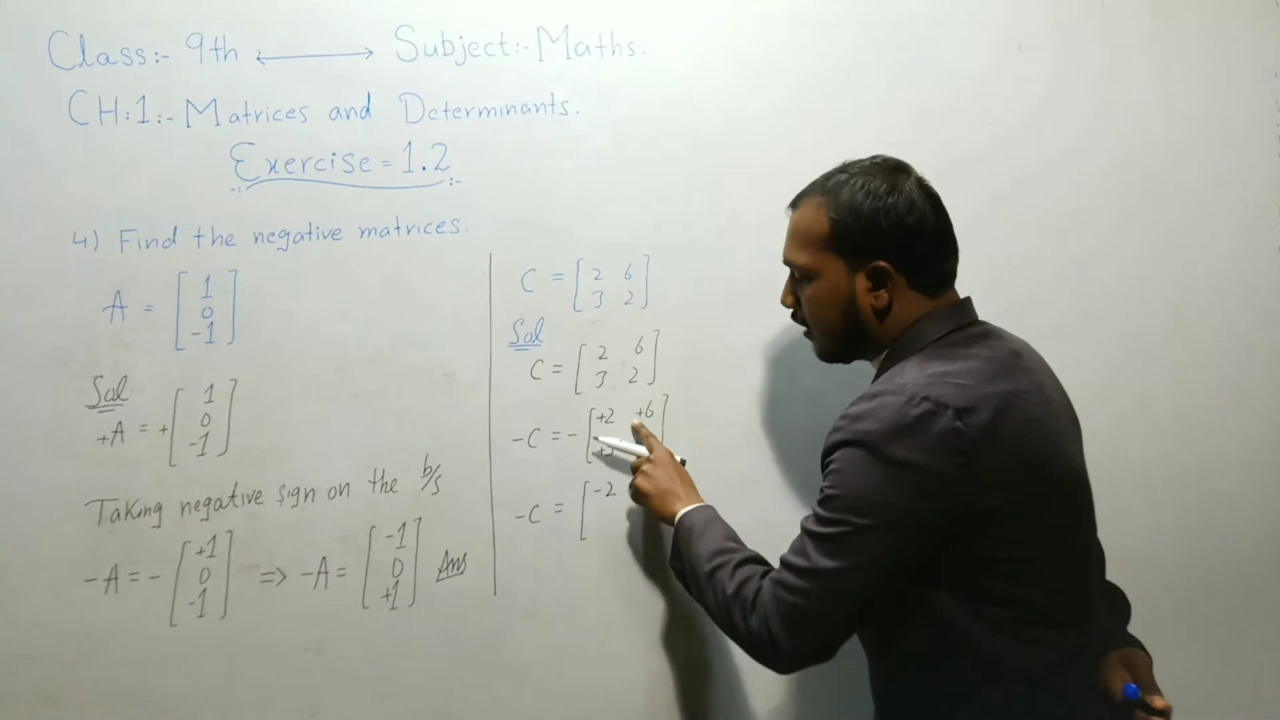 Class:- 9th ⟷ Subject:- Maths.
CH:1:- Matrices and Determinants.
Exercise = 1.2
4) Find the negative matrices.
A = [ 1
0
-1 ]
Sol
+A = + [ 1
0
-1 ]
Taking negative sign on the b/s
-A = - [ +1
0
-1 ] => -A = [ -1
0
+1 ] Ans
C = [ 2 6
3 2 ]
Sol
C = [ 2 6
3 2 ]
-C = - [ +2 +6
+3 ]
-C = [ -2